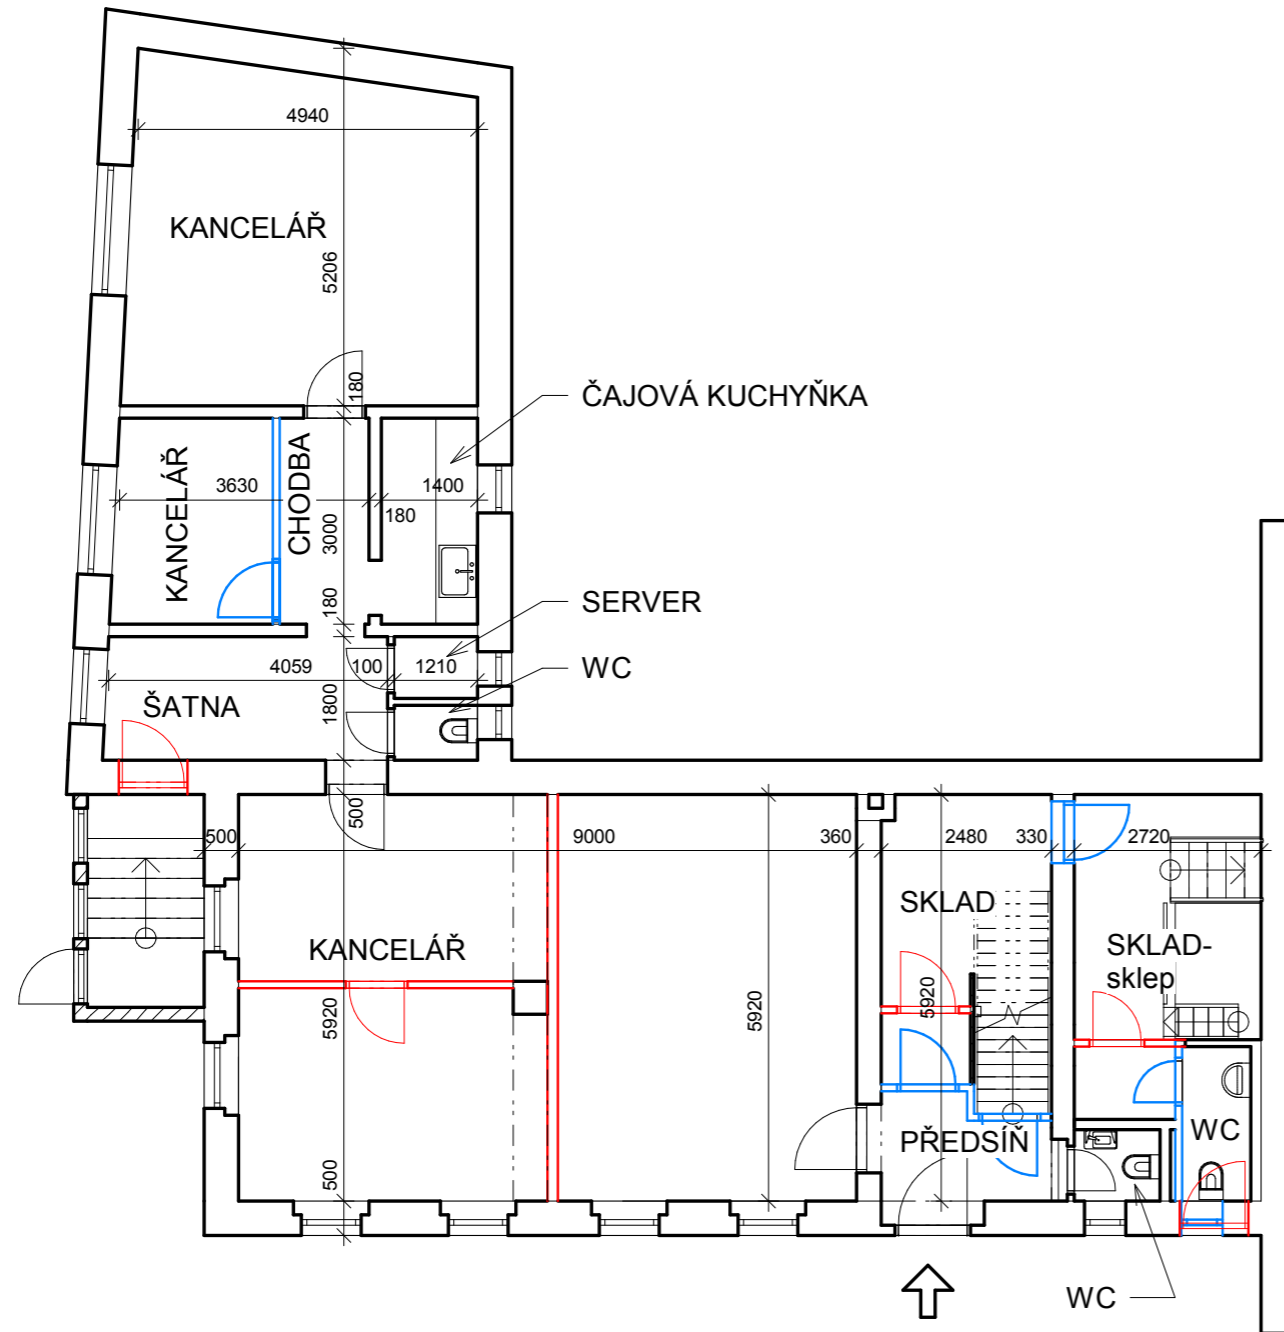 4940
KANCELÁŘ
5206
180
ČAJOVÁ KUCHYŇKA
KANCELÁŘ
CHODBA
3630
1400
180
3000
180
SERVER
WC
4059
100
1210
ŠATNA
1800
500
500
9000
360
2480
330
2720
SKLAD
KANCELÁŘ
SKLAD-
sklep
5920
5920
5920
PŘEDSÍŇ
WC
500
WC